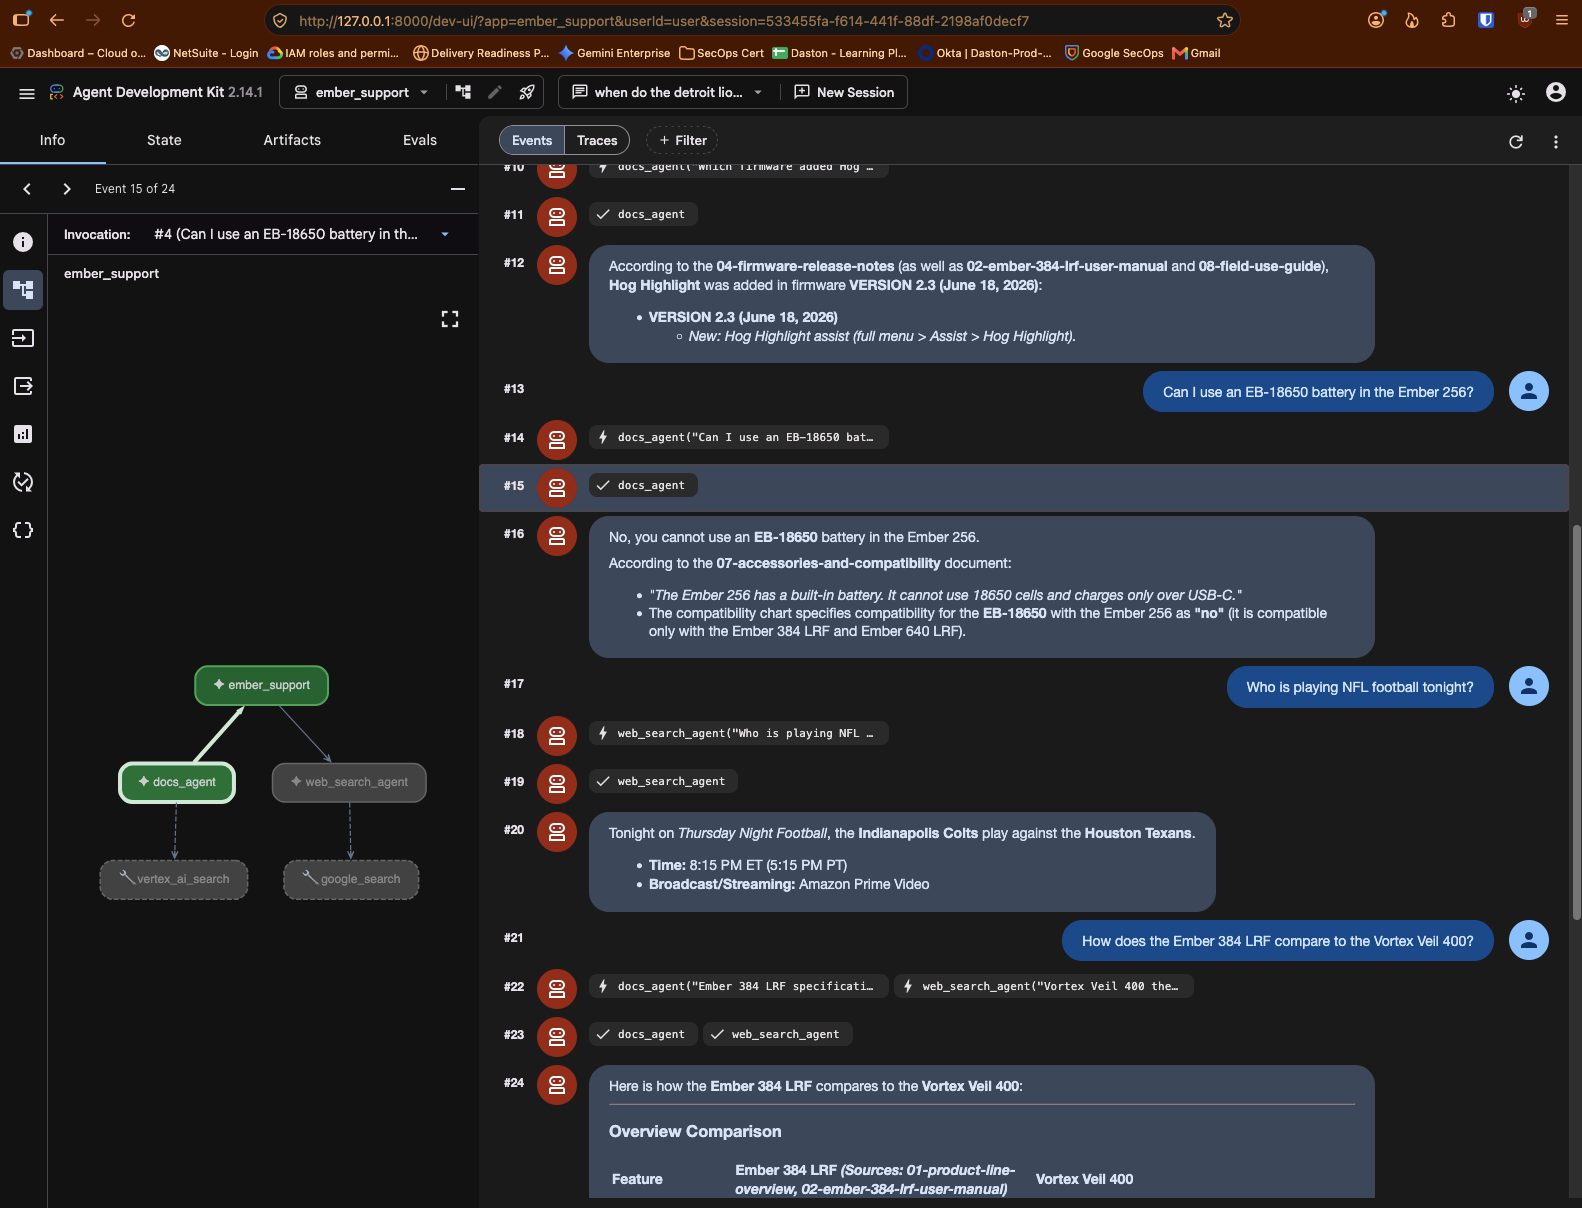 http://127.0.0.1:8000/dev-ui/?app=ember_support&userId=user&session=533455fa-f614-441f-88df-2198af0decf7
1
Dashboard – Cloud o...
NetSuite - Login
IAM roles and permi...
Delivery Readiness P...
Gemini Enterprise
SecOps Cert
Daston - Learning Pl...
Okta | Daston-Prod-...
Google SecOps
Gmail
Agent Development Kit 2.14.1
ember_support
when do the detroit lio...
New Session
Info
State
Artifacts
Evals
Events
Traces
+ Filter
Event 15 of 24
Invocation:
#4 (Can I use an EB-18650 battery in th...
ember_support
ember_support
docs_agent
web_search_agent
vertex_ai_search
google_search
#10
docs_agent("Which firmware added Hog …
#11
docs_agent
#12
According to the 04-firmware-release-notes (as well as 02-ember-384-lrf-user-manual and 08-field-use-guide),
Hog Highlight was added in firmware VERSION 2.3 (June 18, 2026):
• VERSION 2.3 (June 18, 2026)
○ New: Hog Highlight assist (full menu > Assist > Hog Highlight).
#13
Can I use an EB-18650 battery in the Ember 256?
#14
docs_agent("Can I use an EB-18650 bat…
#15
docs_agent
#16
No, you cannot use an EB-18650 battery in the Ember 256.
According to the 07-accessories-and-compatibility document:
• "The Ember 256 has a built-in battery. It cannot use 18650 cells and charges only over USB-C."
• The compatibility chart specifies compatibility for the EB-18650 with the Ember 256 as "no" (it is compatible
only with the Ember 384 LRF and Ember 640 LRF).
#17
Who is playing NFL football tonight?
#18
web_search_agent("Who is playing NFL …
#19
web_search_agent
#20
Tonight on Thursday Night Football, the Indianapolis Colts play against the Houston Texans.
• Time: 8:15 PM ET (5:15 PM PT)
• Broadcast/Streaming: Amazon Prime Video
#21
How does the Ember 384 LRF compare to the Vortex Veil 400?
#22
docs_agent("Ember 384 LRF specificati…
web_search_agent("Vortex Veil 400 the…
#23
docs_agent
web_search_agent
#24
Here is how the Ember 384 LRF compares to the Vortex Veil 400:
Overview Comparison
Feature
Ember 384 LRF (Sources: 01-product-line-
overview, 02-ember-384-lrf-user-manual)
Vortex Veil 400